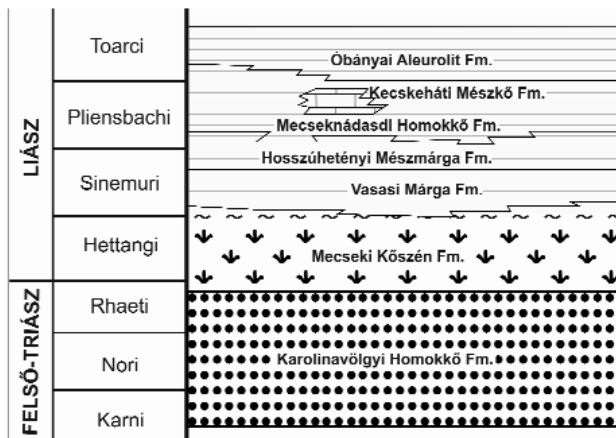 LIÁSZ
Toarci
Pliensbachi
Sinemuri
Hettangi
FELSŐ-TRIÁSZ
Rhaeti
Nori
Karni
Óbányai Aleurolit Fm.
Kecskeháti Mészkő Fm.
Mecseknádasdi Homokkő Fm.
Hosszúhetényi Mészmárga Fm.
Vasasi Márga Fm.
Mecseki Kőszén Fm.
Karolinavölgyi Homokkő Fm.